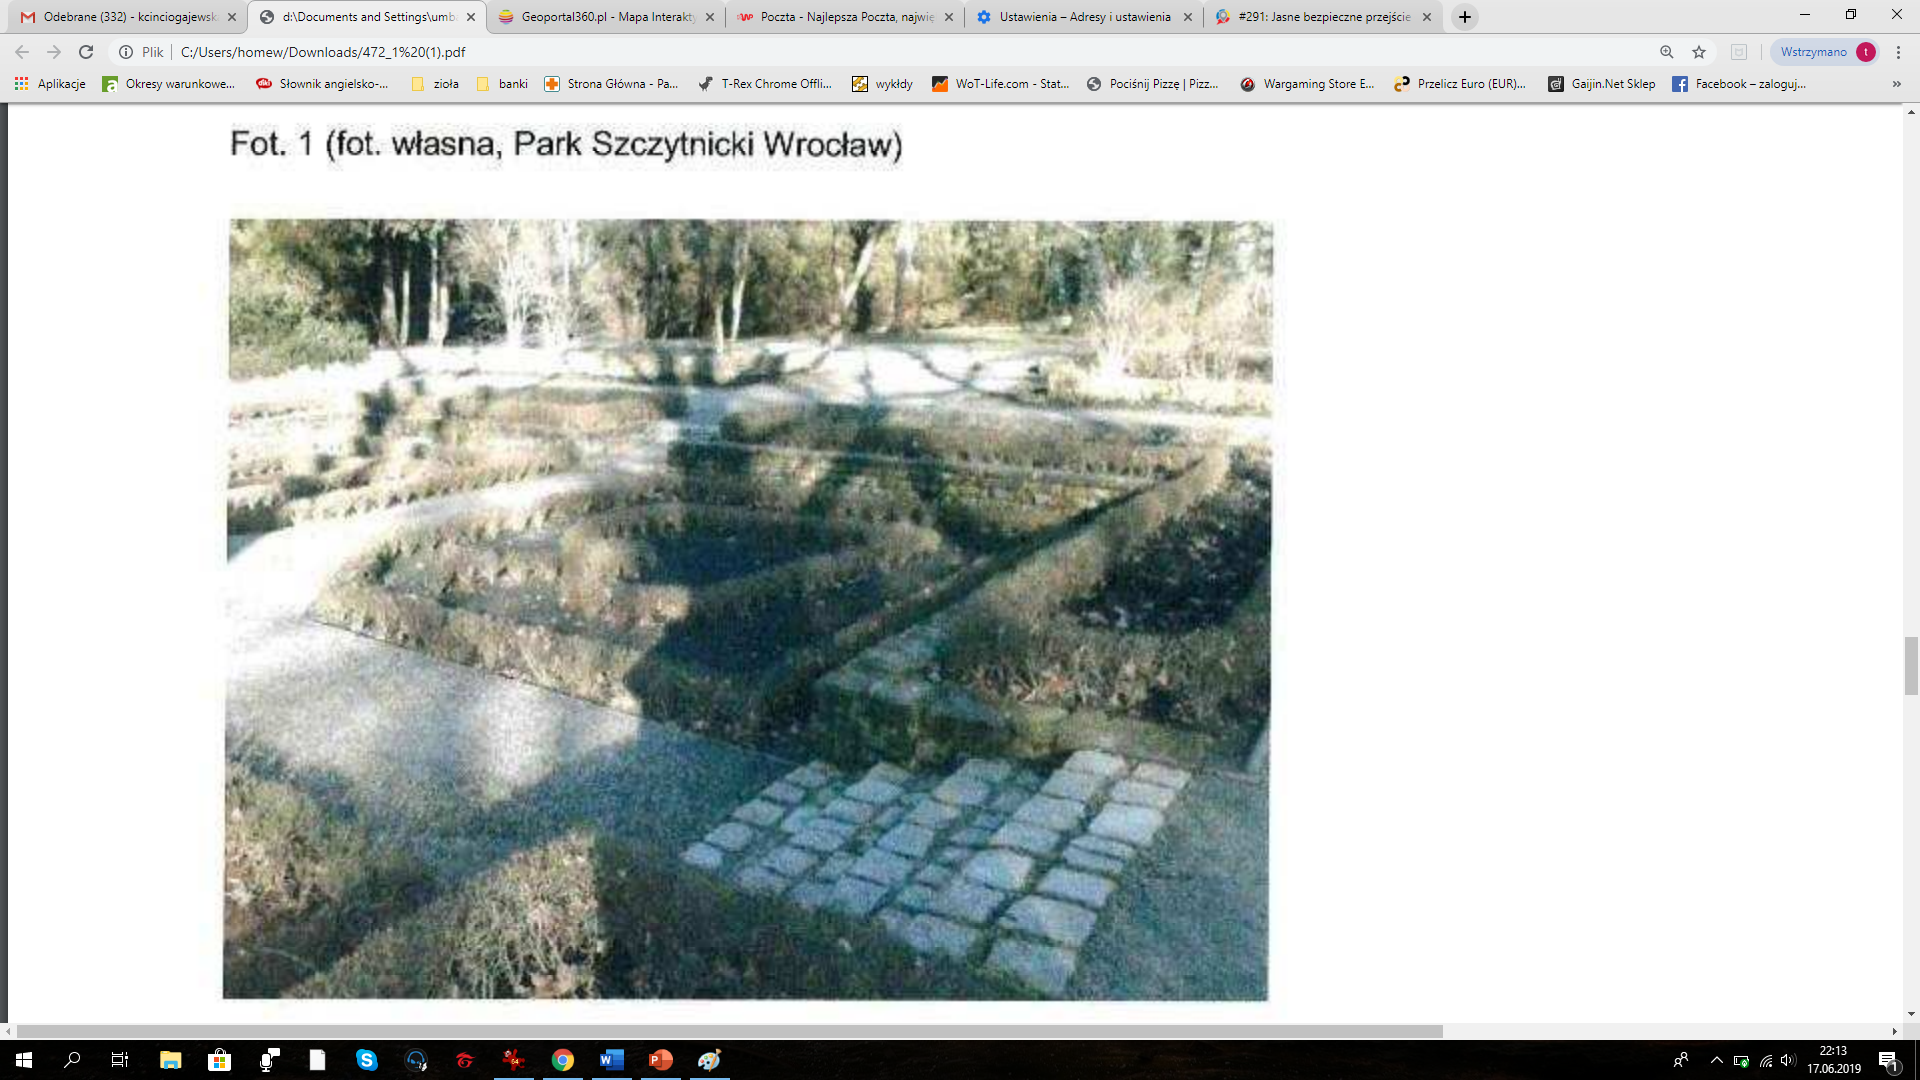 Odebrane (332) - kcinciogajewsk
d:\Documents and Settings\umb
Geoportal360.pl - Mapa Interakty
Poczta - Najlepsza Poczta, najwię
Ustawienia – Adresy i ustawienia
#291: Jasne bezpieczne przejście
Plik
C:/Users/homew/Downloads/472_1%20(1).pdf
Wstrzymano
t
Aplikacje
Okresy warunkowe...
Słownik angielsko-...
zioła
banki
Strona Główna - Pa...
T-Rex Chrome Offli...
wykłdy
WoT-Life.com - Stat...
Pociśnij Pizzę | Pizz...
Wargaming Store E...
Przelicz Euro (EUR)...
Gaijin.Net Sklep
Facebook – zaloguj...
»
Fot. 1 (fot. własna, Park Szczytnicki Wrocław)
22:13
17.06.2019
1